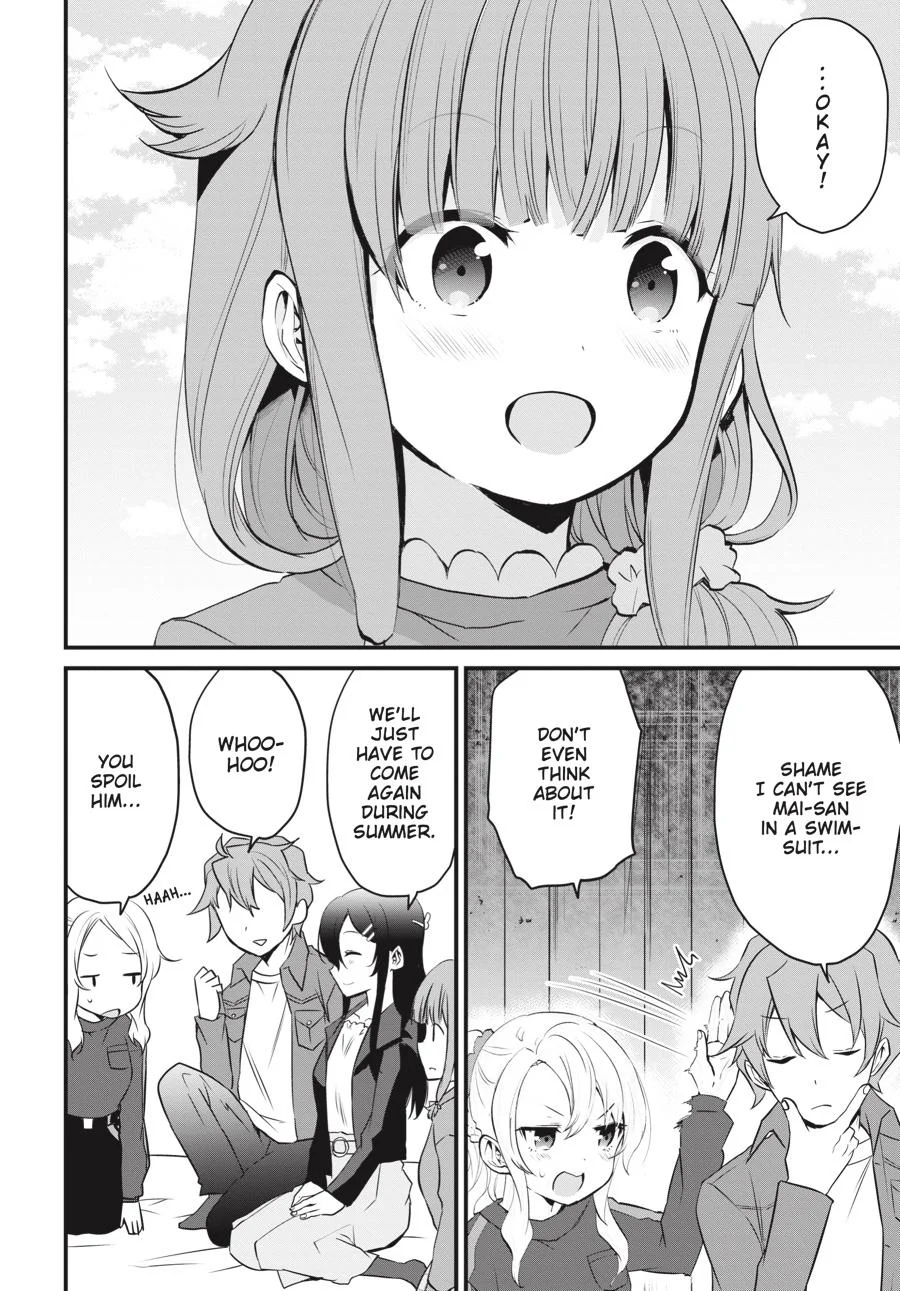 ...OKAY!
SHAME
I CAN'T SEE
MAI-SAN
IN A SWIM-
SUIT...
DON'T
EVEN
THINK
ABOUT
IT!
WE'LL
JUST
HAVE TO
COME
AGAIN
DURING
SUMMER.
WHOO-
HOO!
YOU
SPOIL
HIM...
HAAH...